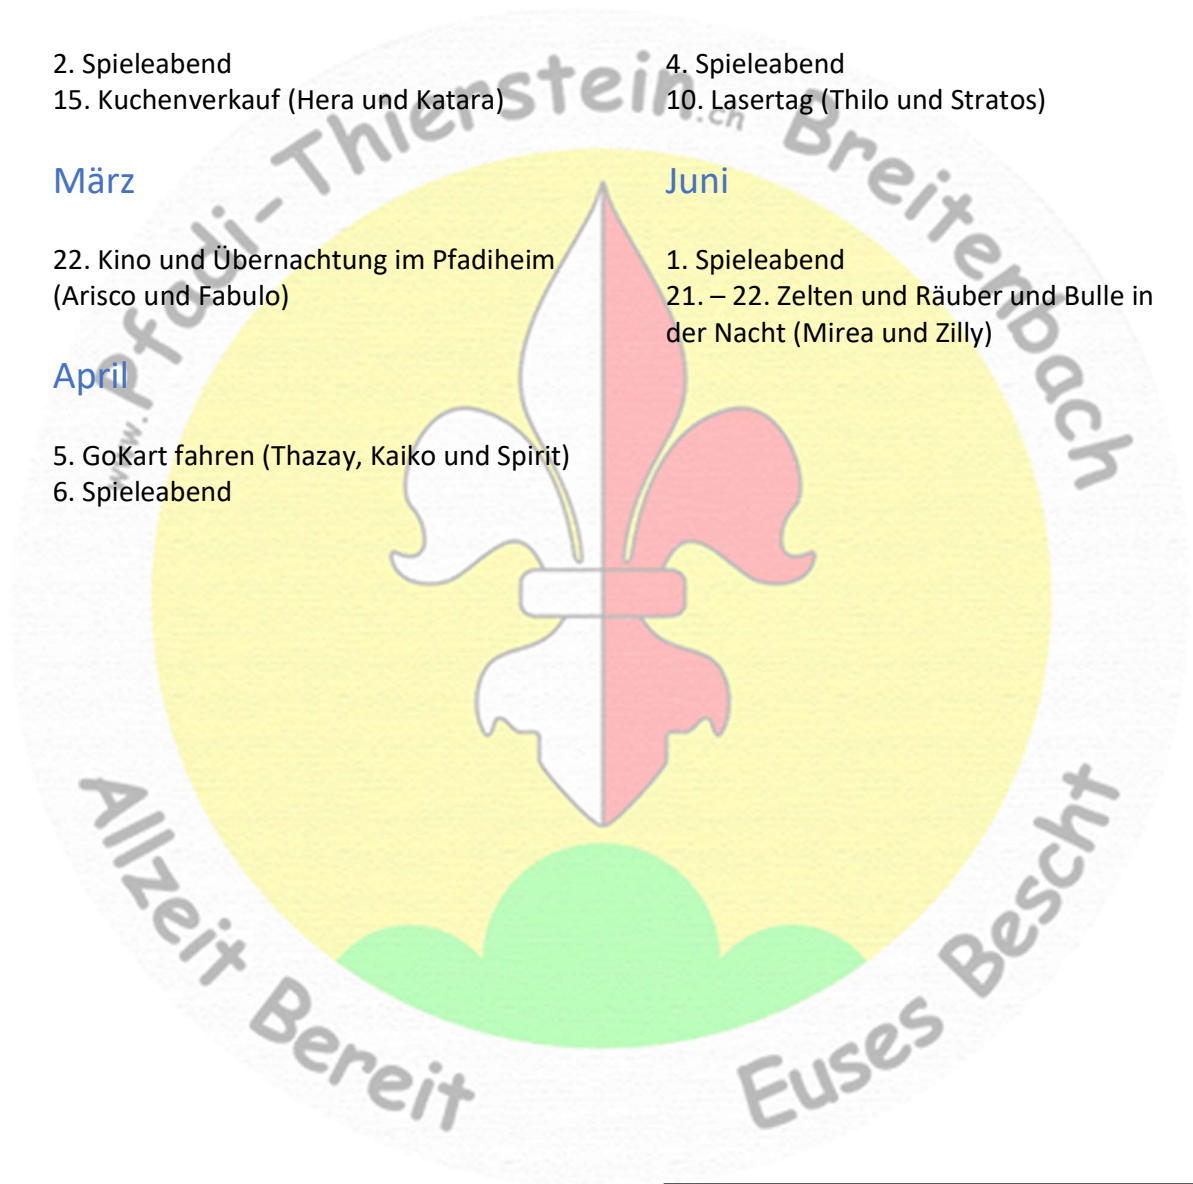 2. Spieleabend
15. Kuchenverkauf (Hera und Katara)
März
22. Kino und Übernachtung im Pfadiheim
(Arisco und Fabulo)
April
5. GoKart fahren (Thazay, Kaiko und Spirit)
6. Spieleabend
4. Spieleabend
10. Lasertag (Thilo und Stratos)
Juni
1. Spieleabend
21. – 22. Zelten und Räuber und Bulle in
der Nacht (Mirea und Zilly)
www.Pfadi-Thierstein.ch Breitenbach
Allzeit Bereit
Euses Bescht